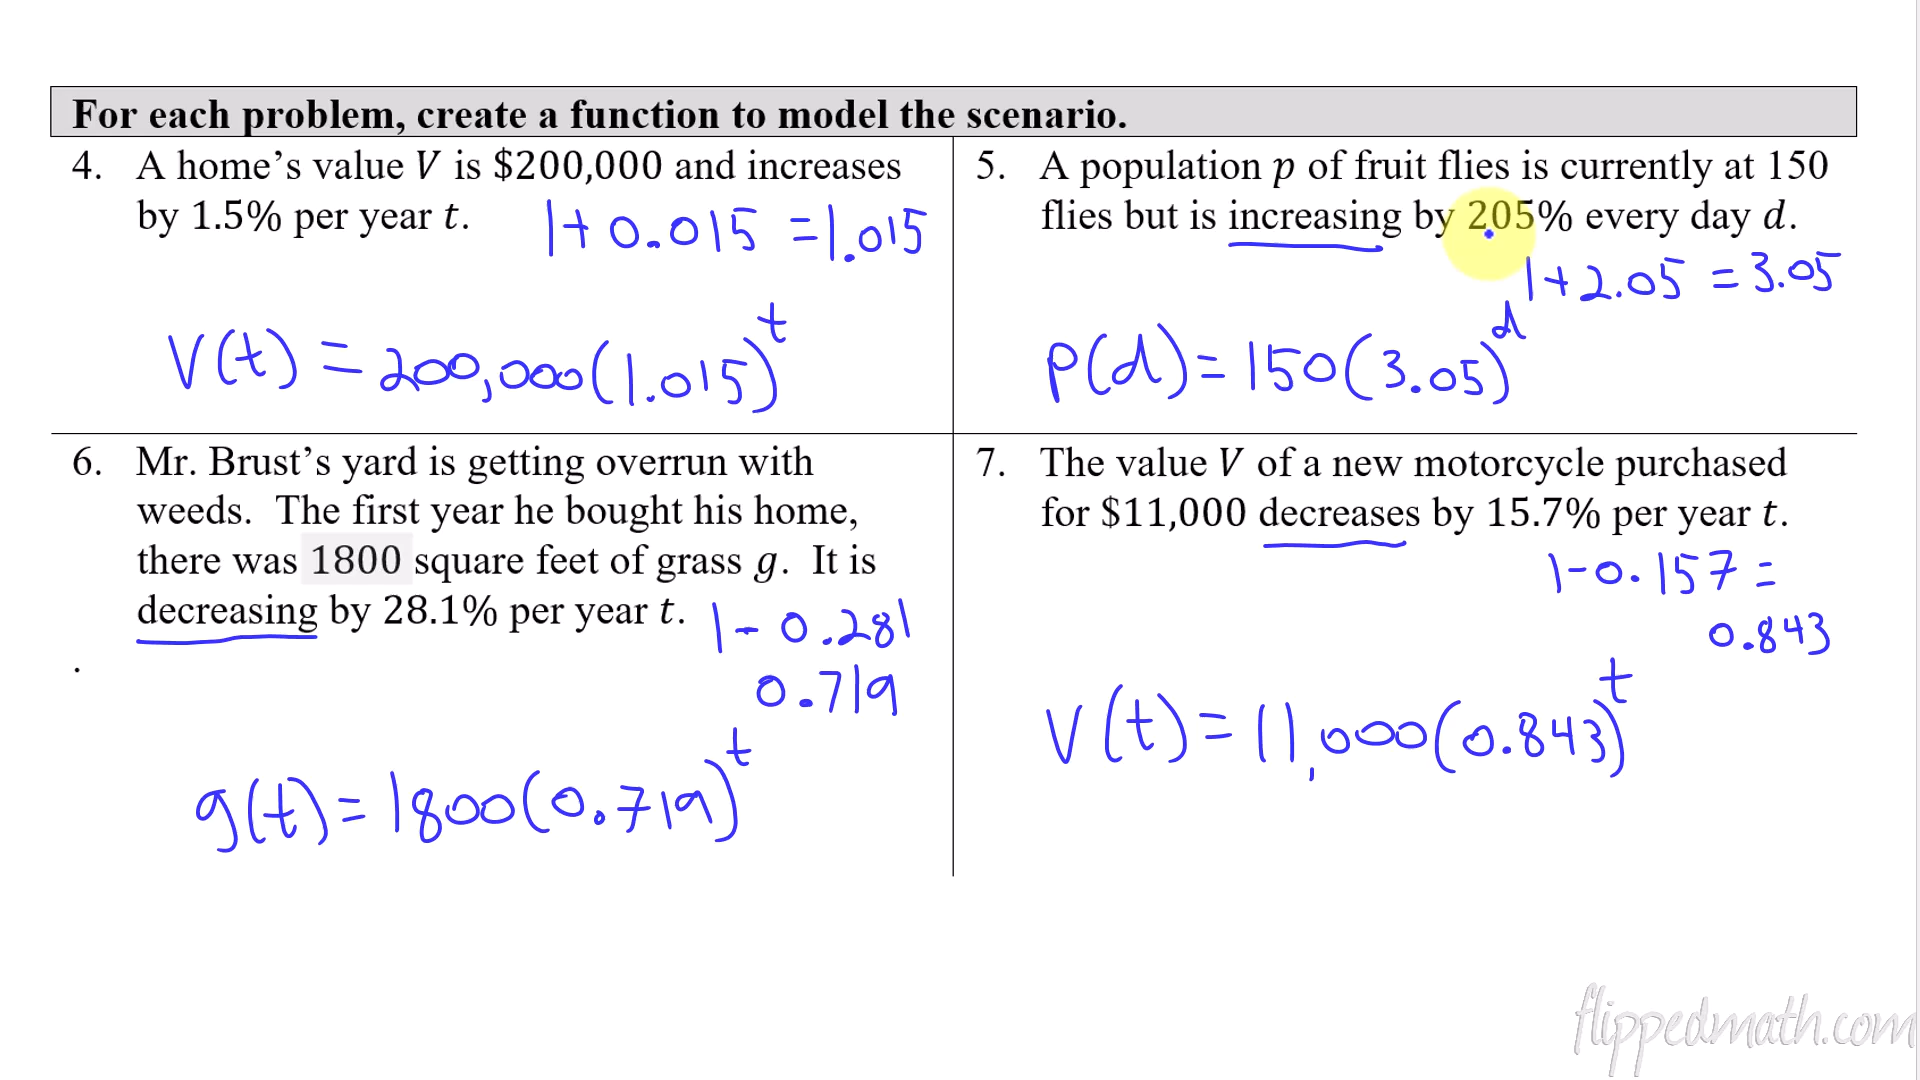 For each problem, create a function to model the scenario.
4. A home’s value V is $200,000 and increases
by 1.5% per year t.
1+0.015 =1.015
V(t) = 200,000(1.015)^t
5. A population p of fruit flies is currently at 150
flies but is increasing by 205% every day d.
1+2.05 = 3.05
p(d) = 150(3.05)^d
6. Mr. Brust’s yard is getting overrun with
weeds. The first year he bought his home,
there was 1800 square feet of grass g. It is
decreasing by 28.1% per year t.
1-0.281
0.719
.
g(t) = 1800(0.719)^t
7. The value V of a new motorcycle purchased
for $11,000 decreases by 15.7% per year t.
1-0.157 =
0.843
V(t) = 11,000(0.843)^t
flippedmath.com